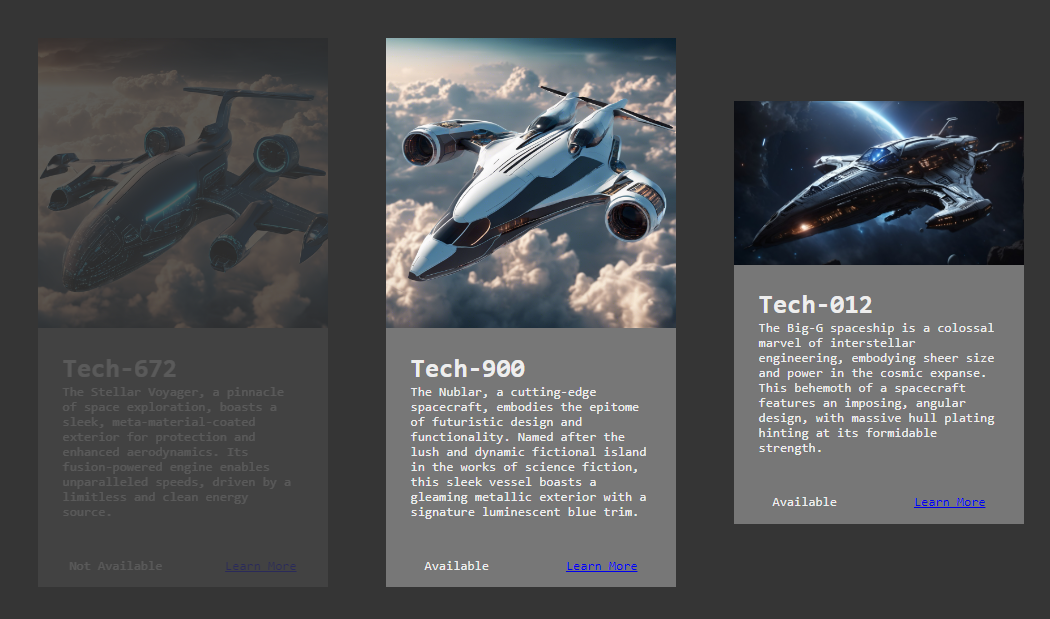 Tech-672
The Stellar Voyager, a pinnacle
of space exploration, boasts a
sleek, meta-material-coated
exterior for protection and
enhanced aerodynamics. Its
fusion-powered engine enables
unparalleled speeds, driven by a
limitless and clean energy
source.
Not Available
Learn More
Tech-900
The Nublar, a cutting-edge
spacecraft, embodies the epitome
of futuristic design and
functionality. Named after the
lush and dynamic fictional island
in the works of science fiction,
this sleek vessel boasts a
gleaming metallic exterior with a
signature luminescent blue trim.
Available
Learn More
Tech-012
The Big-G spaceship is a colossal
marvel of interstellar
engineering, embodying sheer size
and power in the cosmic expanse.
This behemoth of a spacecraft
features an imposing, angular
design, with massive hull plating
hinting at its formidable
strength.
Available
Learn More